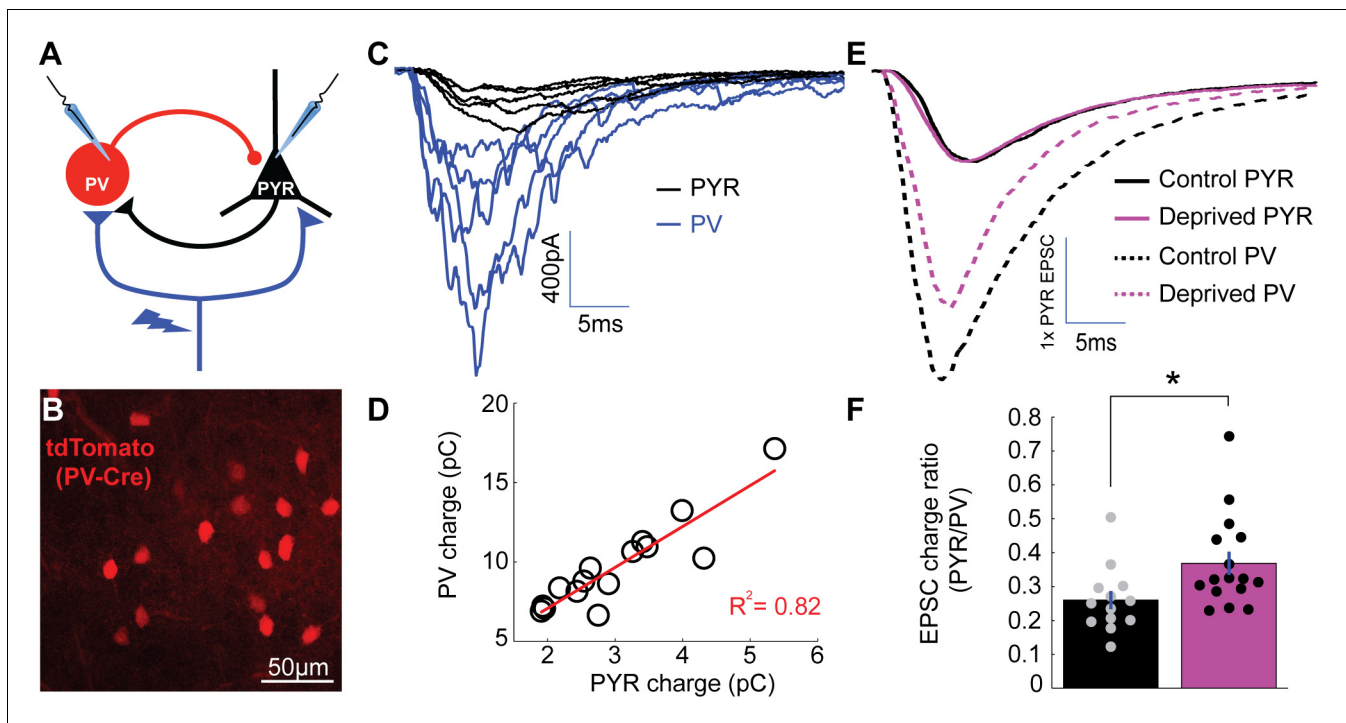 A
PV
PYR
B
tdTomato
(PV-Cre)
50µm
C
PYR
PV
400pA
5ms
D
PV charge (pC)
20
15
10
5
2
3
4
5
6
R²= 0.82
PYR charge (pC)
E
Control PYR
Deprived PYR
Control PV
Deprived PV
1x PYR EPSC
5ms
F
*
EPSC charge ratio
(PYR/PV)
0.8
0.7
0.6
0.5
0.4
0.3
0.2
0.1
0